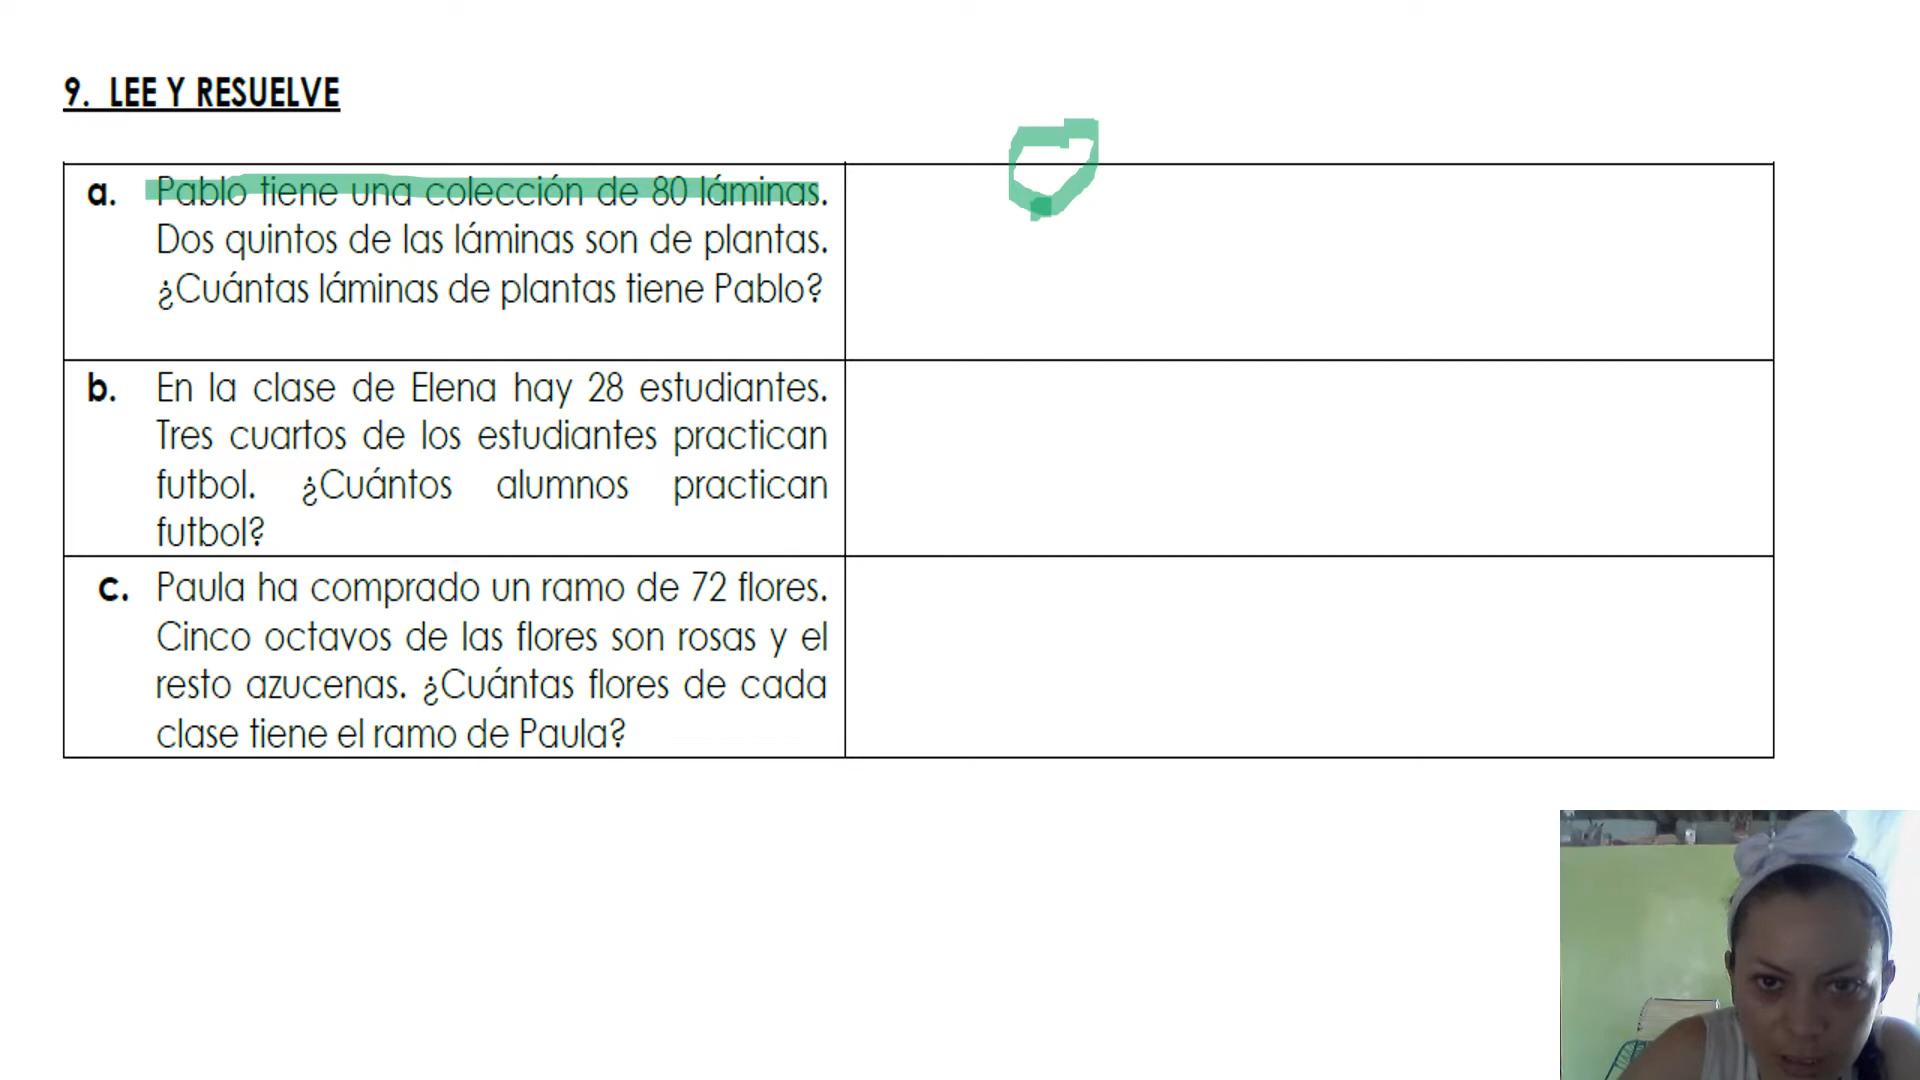 9. LEE Y RESUELVE
a. Pablo tiene una colección de 80 láminas.
Dos quintos de las láminas son de plantas.
¿Cuántas láminas de plantas tiene Pablo?
b. En la clase de Elena hay 28 estudiantes.
Tres cuartos de los estudiantes practican
futbol. ¿Cuántos alumnos practican
futbol?
c. Paula ha comprado un ramo de 72 flores.
Cinco octavos de las flores son rosas y el
resto azucenas. ¿Cuántas flores de cada
clase tiene el ramo de Paula?